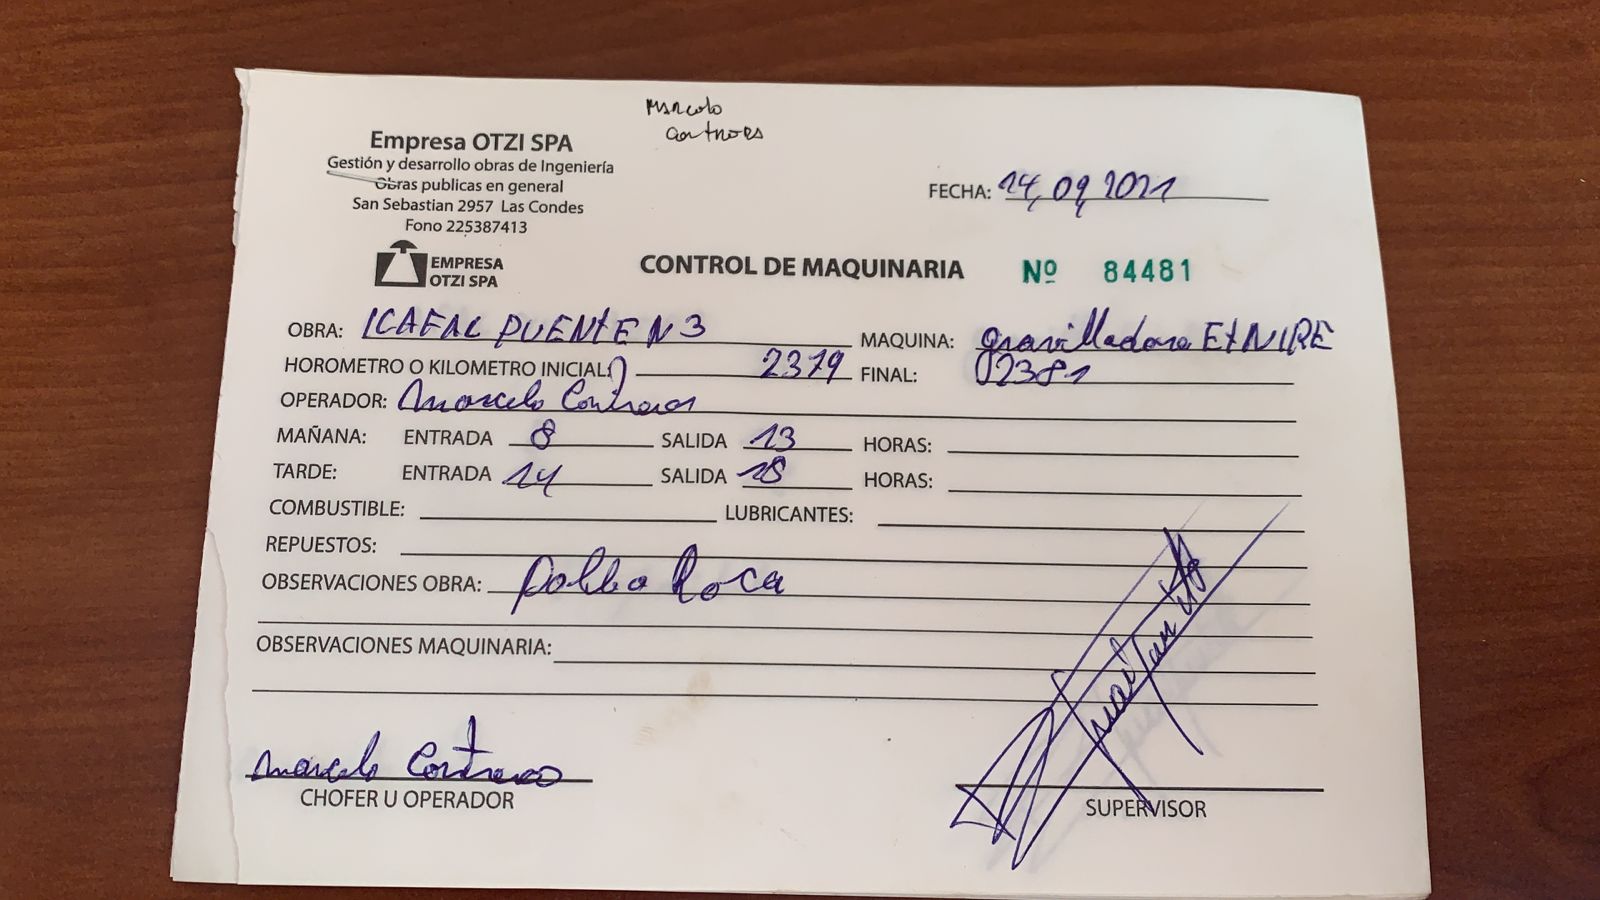 Marcelo
Contreras
Empresa OTZI SPA
Gestión y desarrollo obras de Ingeniería
Obras publicas en general
San Sebastian 2957 Las Condes
Fono 225387413
EMPRESA
OTZI SPA
FECHA: 14,09,2021
CONTROL DE MAQUINARIA Nº 84481
OBRA: ICAFAL PUENTE N 3 MAQUINA: gravilladora EtNIRE
HOROMETRO O KILOMETRO INICIAL: 2379 FINAL: 02381
OPERADOR: Marcelo Contreras
MAÑANA: ENTRADA 8 SALIDA 13 HORAS:
TARDE: ENTRADA 14 SALIDA 18 HORAS:
COMBUSTIBLE: LUBRICANTES:
REPUESTOS:
OBSERVACIONES OBRA: Polbo Roca
OBSERVACIONES MAQUINARIA:
Marcelo Contreras
CHOFER U OPERADOR
SUPERVISOR